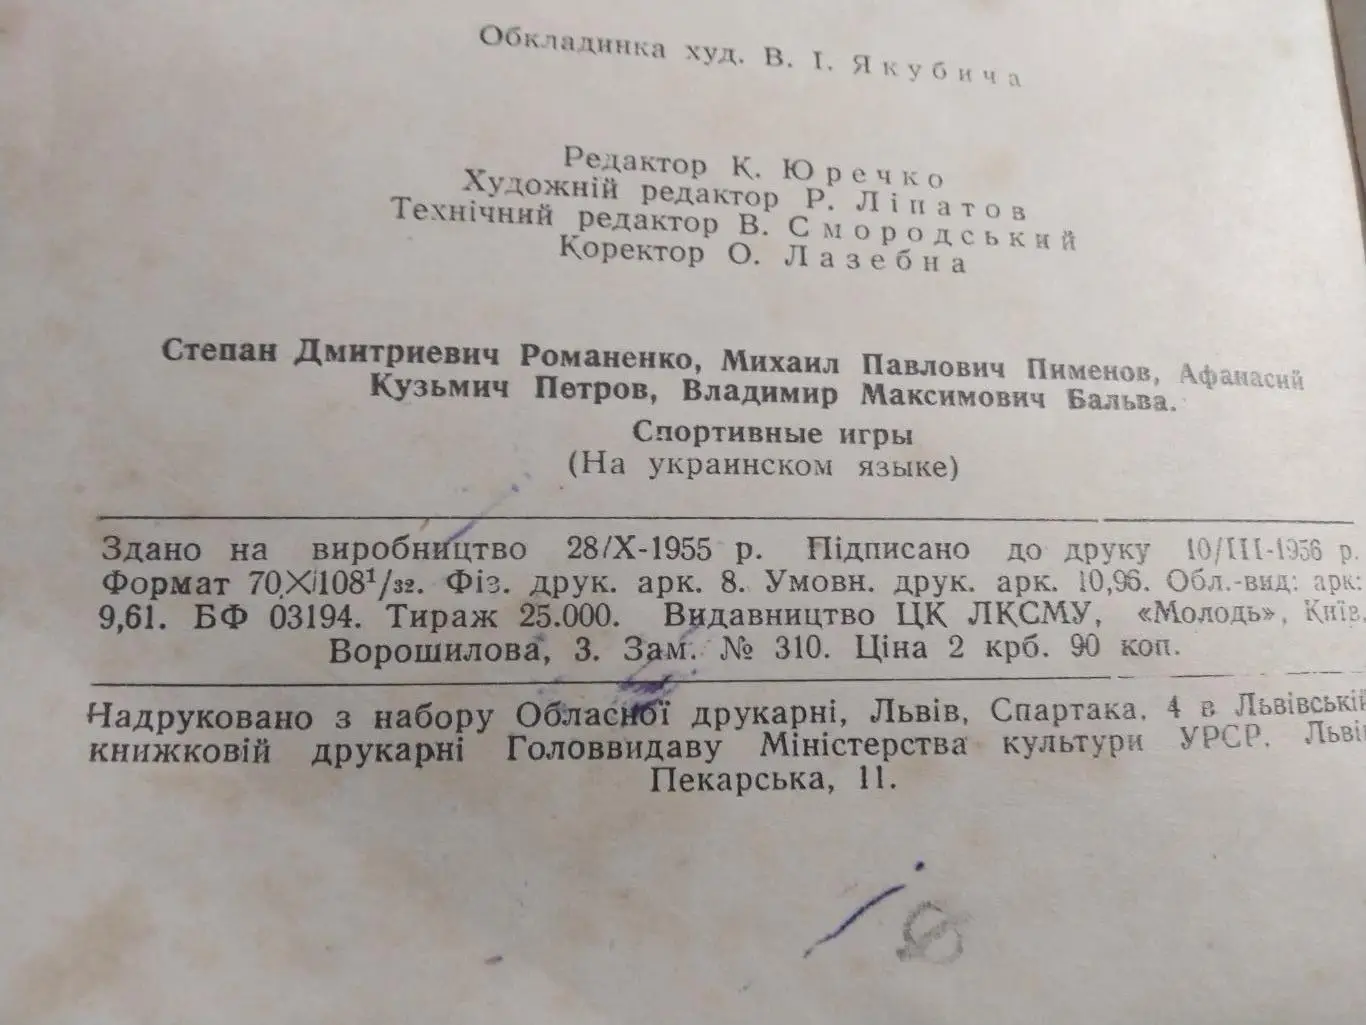 Обкладинка худ. В. І. Якубича
Редактор К. Юречко
Художній редактор Р. Ліпатов
Технічний редактор В. Смородський
Коректор О. Лазебна
Степан Дмитриевич Романенко, Михаил Павлович Пименов, Афанасий
Кузьмич Петров, Владимир Максимович Бальва.
Спортивные игры
(На украинском языке)
Здано на виробництво 28/X-1955 р. Підписано до друку 10/III-1956 р.
Формат 70×108¹/₃₂. Фіз. друк. арк. 8. Умовн. друк. арк. 10,96. Обл.-вид: арк:
9,61. БФ 03194. Тираж 25.000. Видавництво ЦК ЛКСМУ, «Молодь», Київ,
Ворошилова, 3. Зам. № 310. Ціна 2 крб. 90 коп.
Надруковано з набору Обласної друкарні, Львів, Спартака, 4 в Львівській
книжковій друкарні Головвидаву Міністерства культури УРСР. Льві
Пекарська, 11.